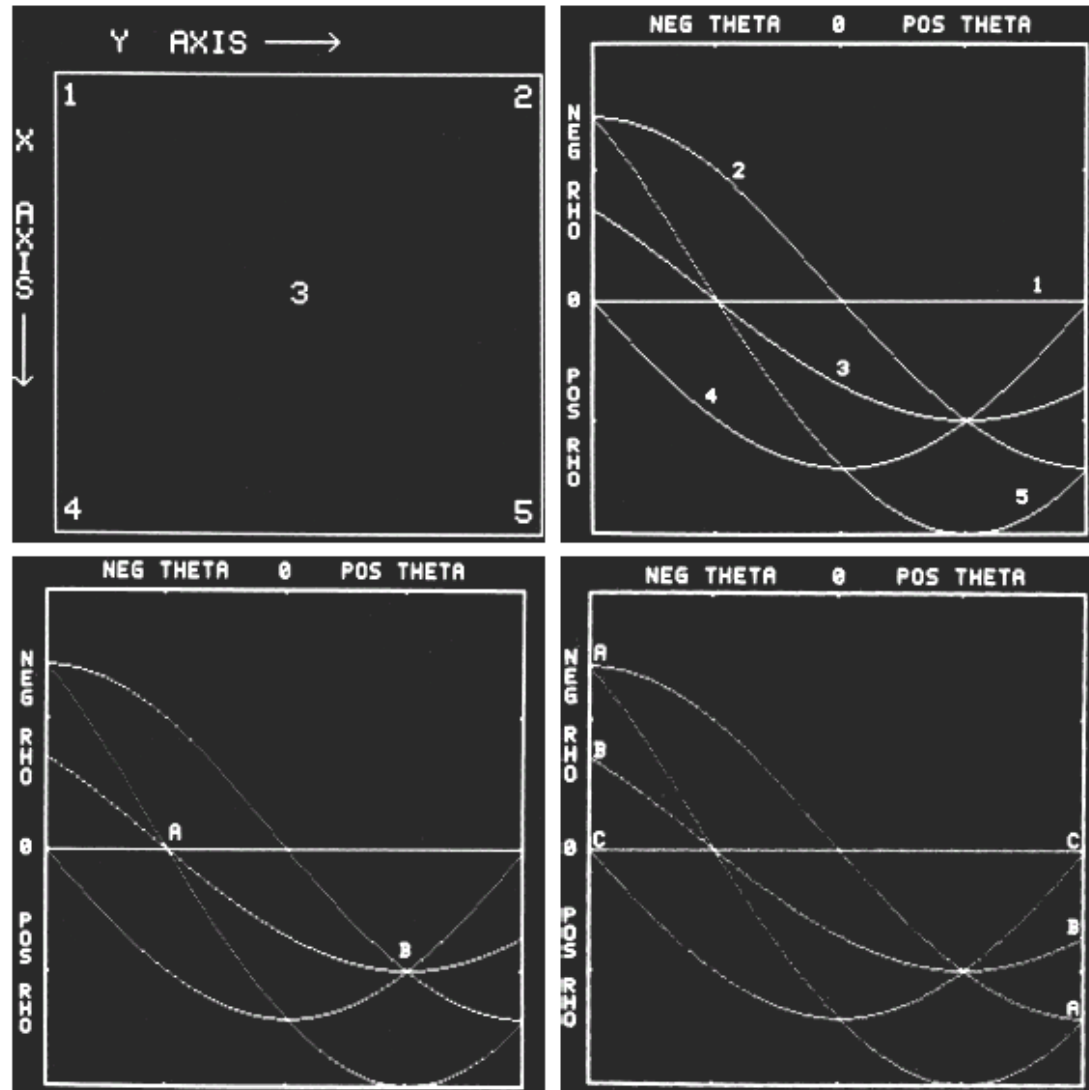 Y AXIS
1
2
X AXIS
3
4
5
NEG THETA 0 POS THETA
NEG RHO
0
POS RHO
2
1
3
4
5
NEG THETA 0 POS THETA
NEG RHO
0
POS RHO
A
B
NEG THETA 0 POS THETA
NEG RHO
0
POS RHO
A
B
C
C
B
A